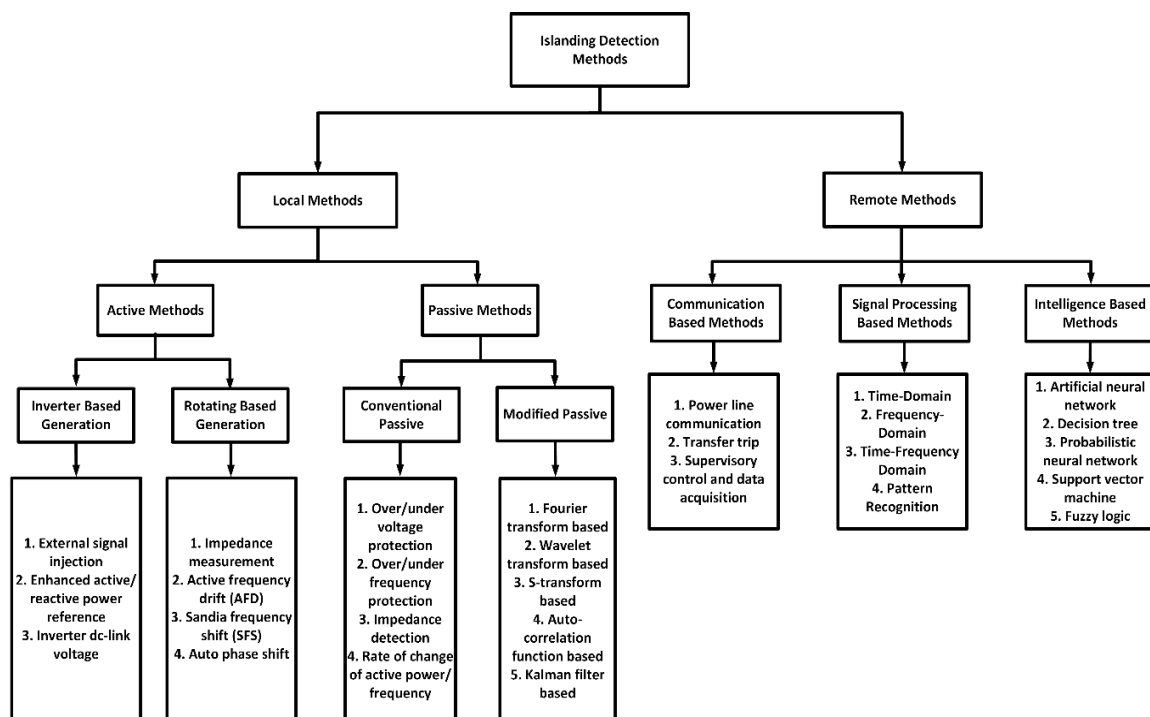 Islanding Detection
Methods
Local Methods
Remote Methods
Active Methods
Passive Methods
Communication
Based Methods
Signal Processing
Based Methods
Intelligence Based
Methods
Inverter Based
Generation
Rotating Based
Generation
Conventional
Passive
Modified Passive
1. Power line
communication
2. Transfer trip
3. Supervisory
control and data
acquisition
1. Time-Domain
2. Frequency-
Domain
3. Time-Frequency
Domain
4. Pattern
Recognition
1. Artificial neural
network
2. Decision tree
3. Probabilistic
neural network
4. Support vector
machine
5. Fuzzy logic
1. External signal
injection
2. Enhanced active/
reactive power
reference
3. Inverter dc-link
voltage
1. Impedance
measurement
2. Active frequency
drift (AFD)
3. Sandia frequency
shift (SFS)
4. Auto phase shift
1. Over/under
voltage protection
2. Over/under
frequency
protection
3. Impedance
detection
4. Rate of change
of active power/
frequency
1. Fourier
transform based
2. Wavelet
transform based
3. S-transform
based
4. Auto-
correlation
function based
5. Kalman filter
based